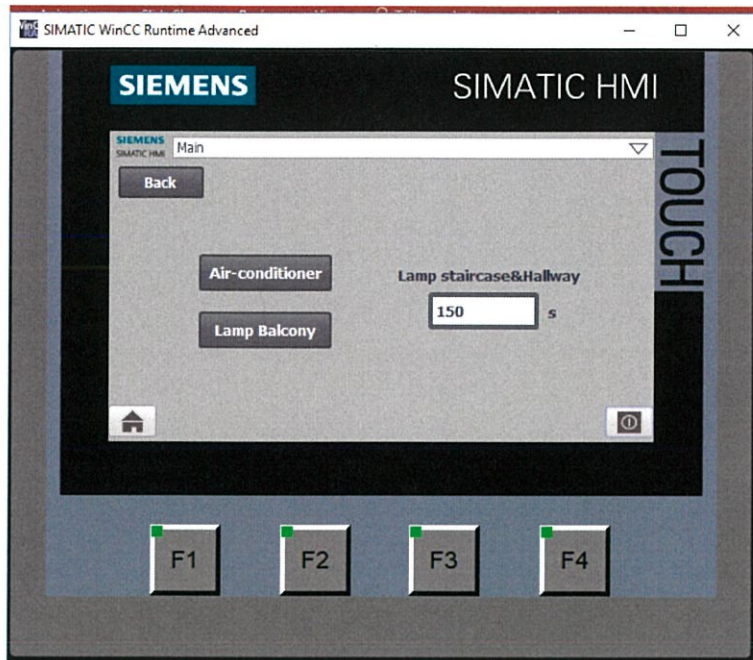 SIMATIC WinCC Runtime Advanced
SIEMENS
SIMATIC HMI
TOUCH
SIEMENS
SIMATIC HMI
Main
Back
Air-conditioner
Lamp staircase&Hallway
150 s
Lamp Balcony
F1 F2 F3 F4